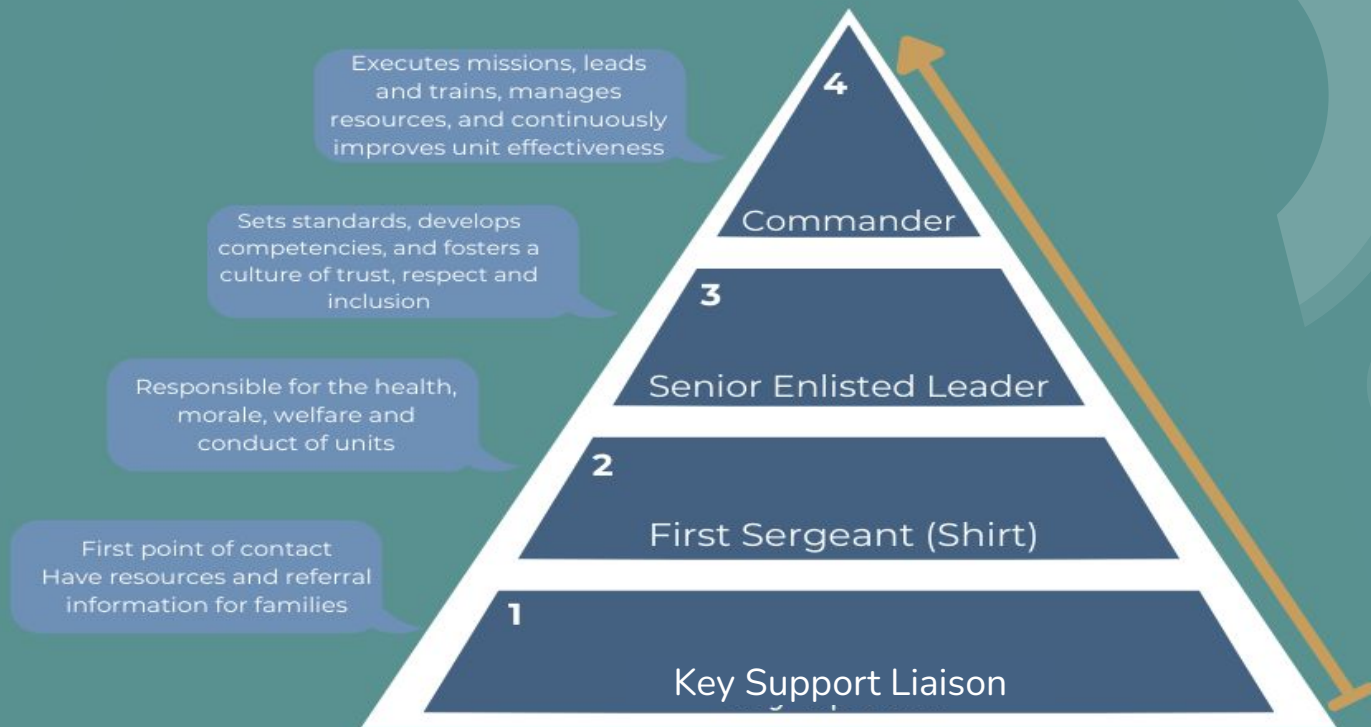 Executes missions, leads
and trains, manages
resources, and continuously
improves unit effectiveness
4
Commander
Sets standards, develops
competencies, and fosters a
culture of trust, respect and
inclusion
3
Senior Enlisted Leader
Responsible for the health,
morale, welfare and
conduct of units
2
First Sergeant (Shirt)
First point of contact
Have resources and referral
information for families
1
Key Support Liaison